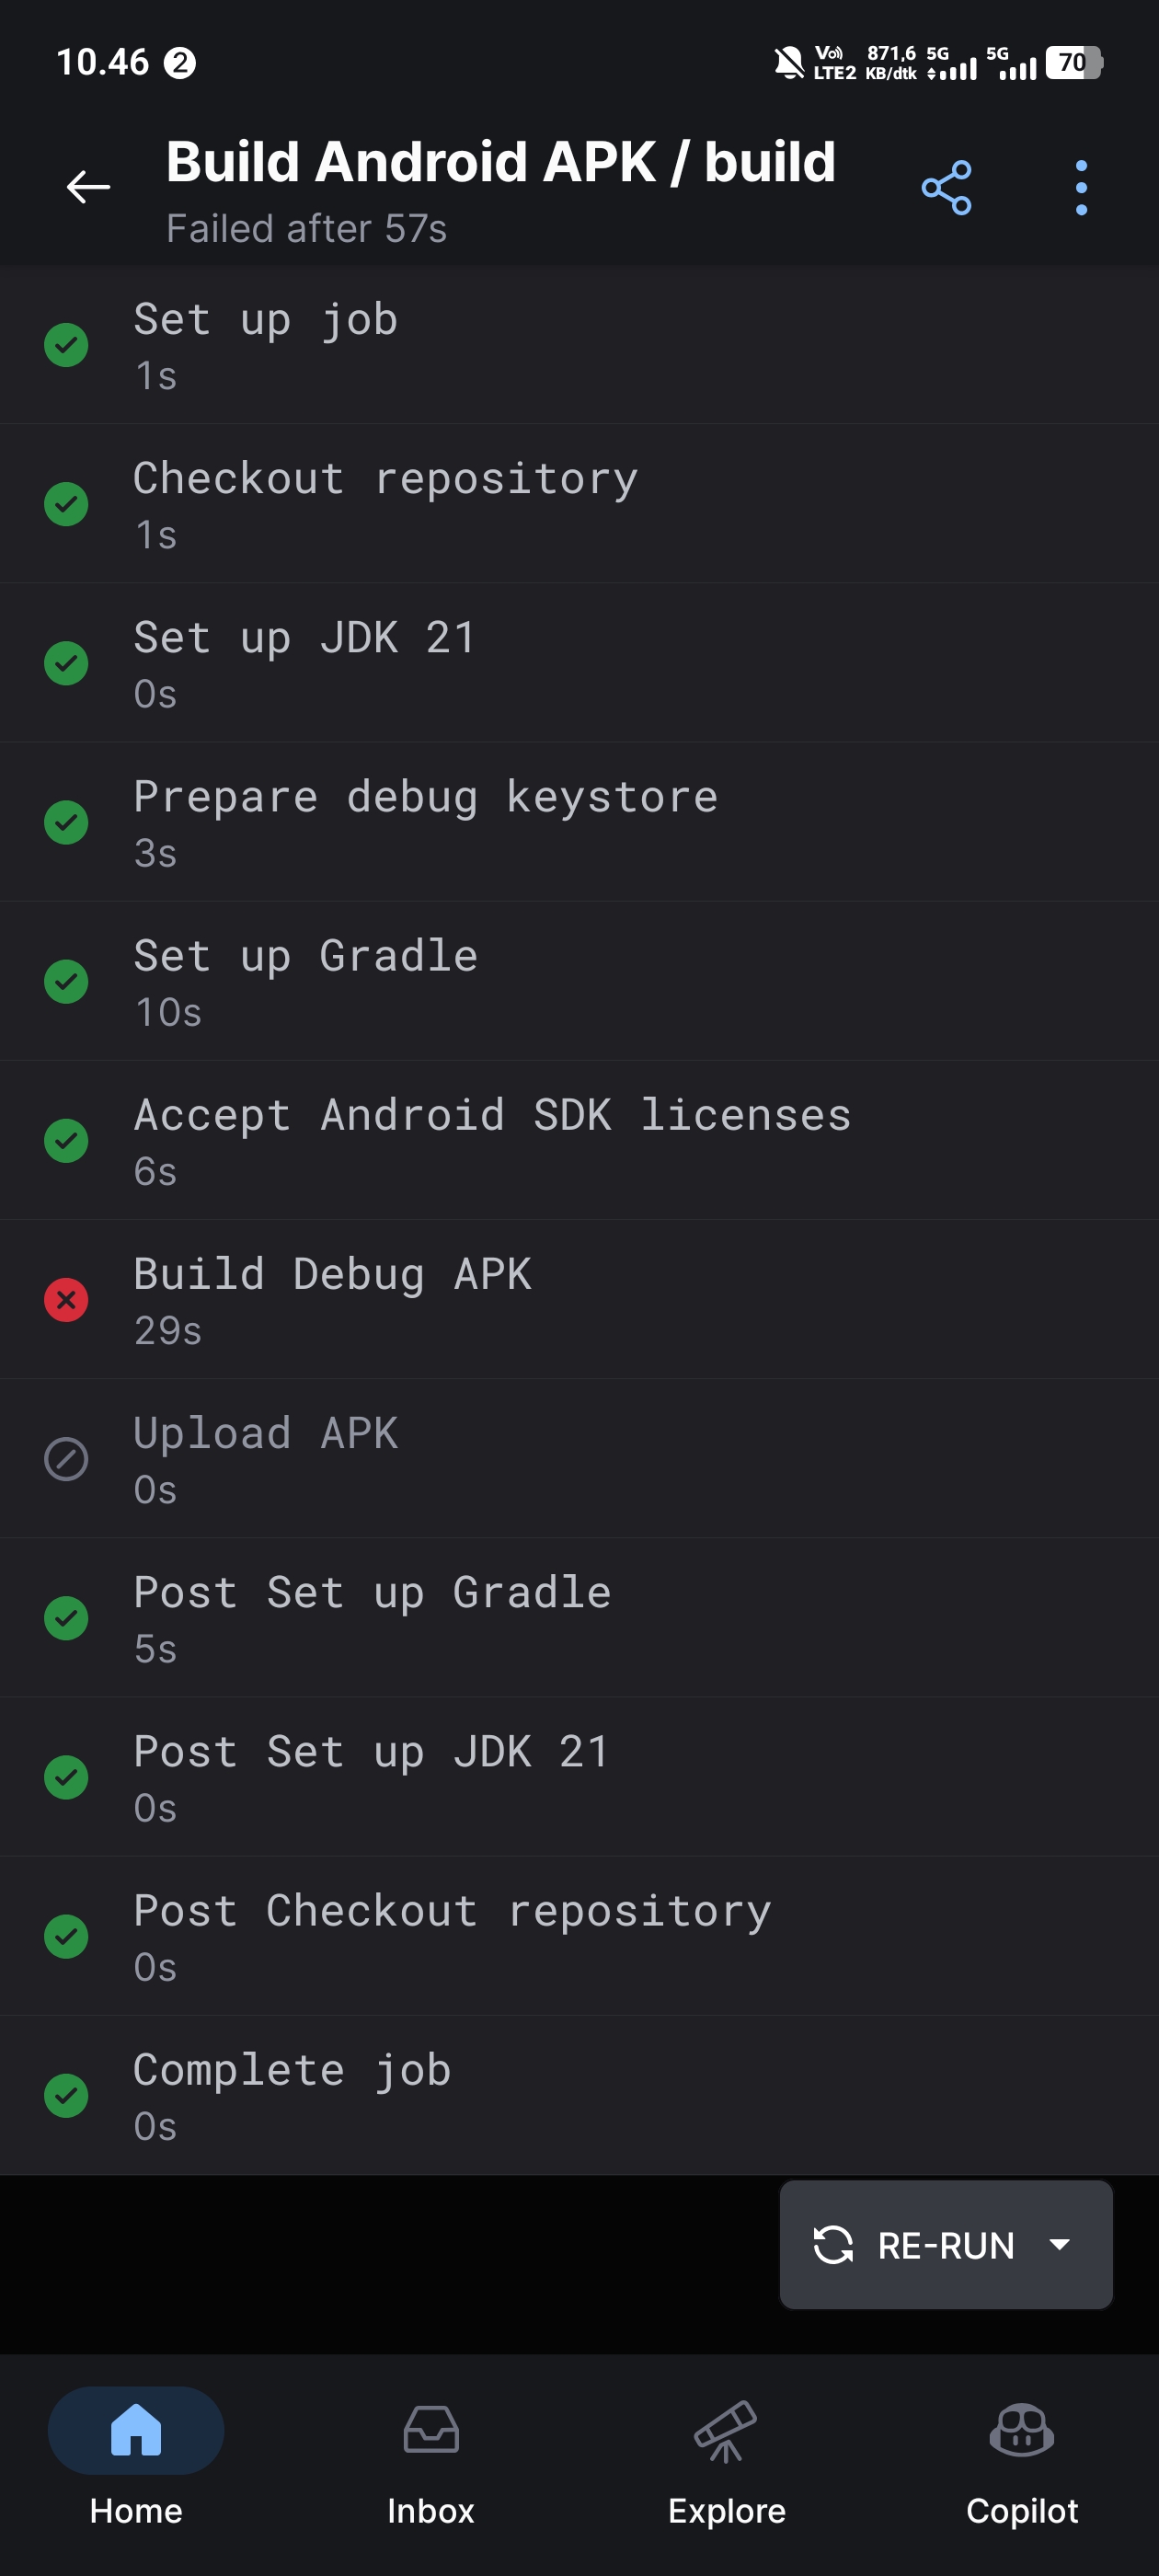 10.46 2
Vo)) LTE2 871,6 KB/dtk 5G 5G 70
Build Android APK / build
Failed after 57s
Set up job
1s
Checkout repository
1s
Set up JDK 21
0s
Prepare debug keystore
3s
Set up Gradle
10s
Accept Android SDK licenses
6s
Build Debug APK
29s
Upload APK
0s
Post Set up Gradle
5s
Post Set up JDK 21
0s
Post Checkout repository
0s
Complete job
0s
RE-RUN
Home Inbox Explore Copilot